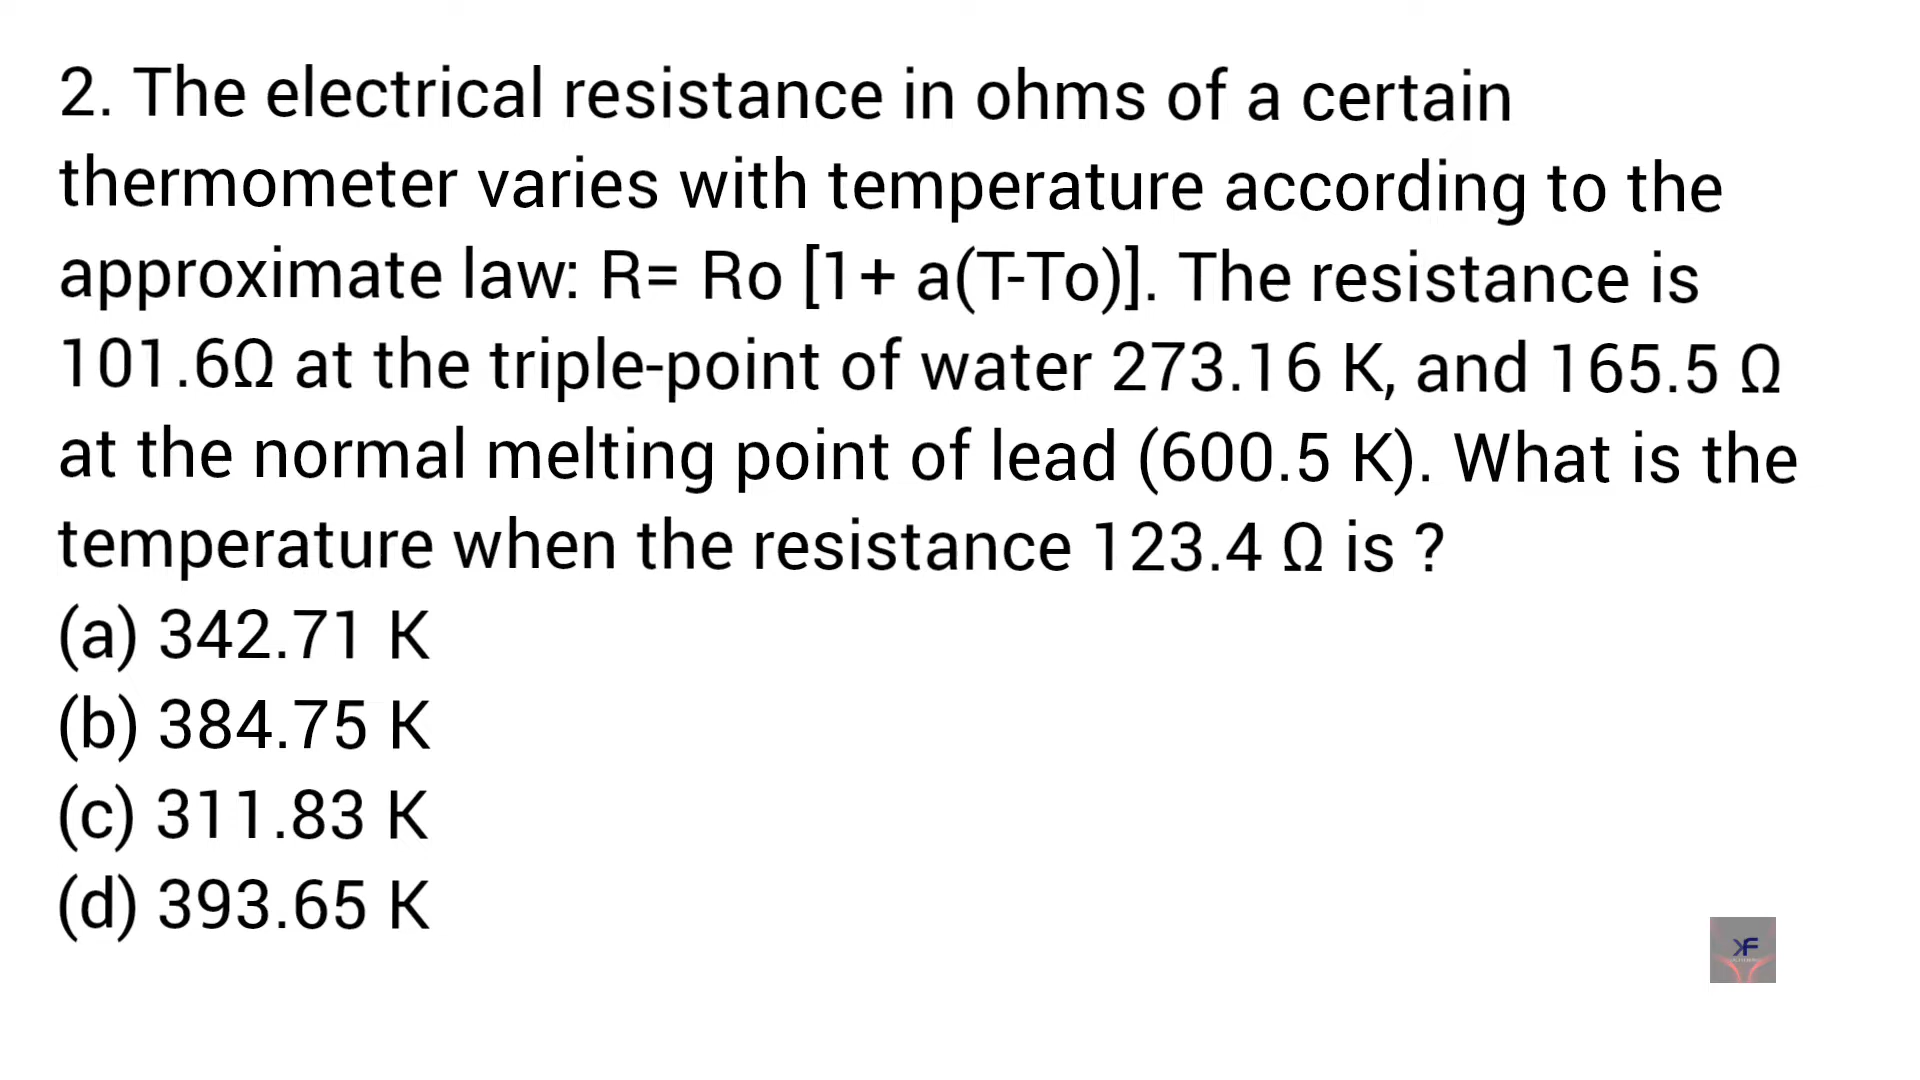 2. The electrical resistance in ohms of a certain
thermometer varies with temperature according to the
approximate law: R= Ro [1+ a(T-To)]. The resistance is
101.6Ω at the triple-point of water 273.16 K, and 165.5 Ω
at the normal melting point of lead (600.5 K). What is the
temperature when the resistance 123.4 Ω is ?
(a) 342.71 K
(b) 384.75 K
(c) 311.83 K
(d) 393.65 K